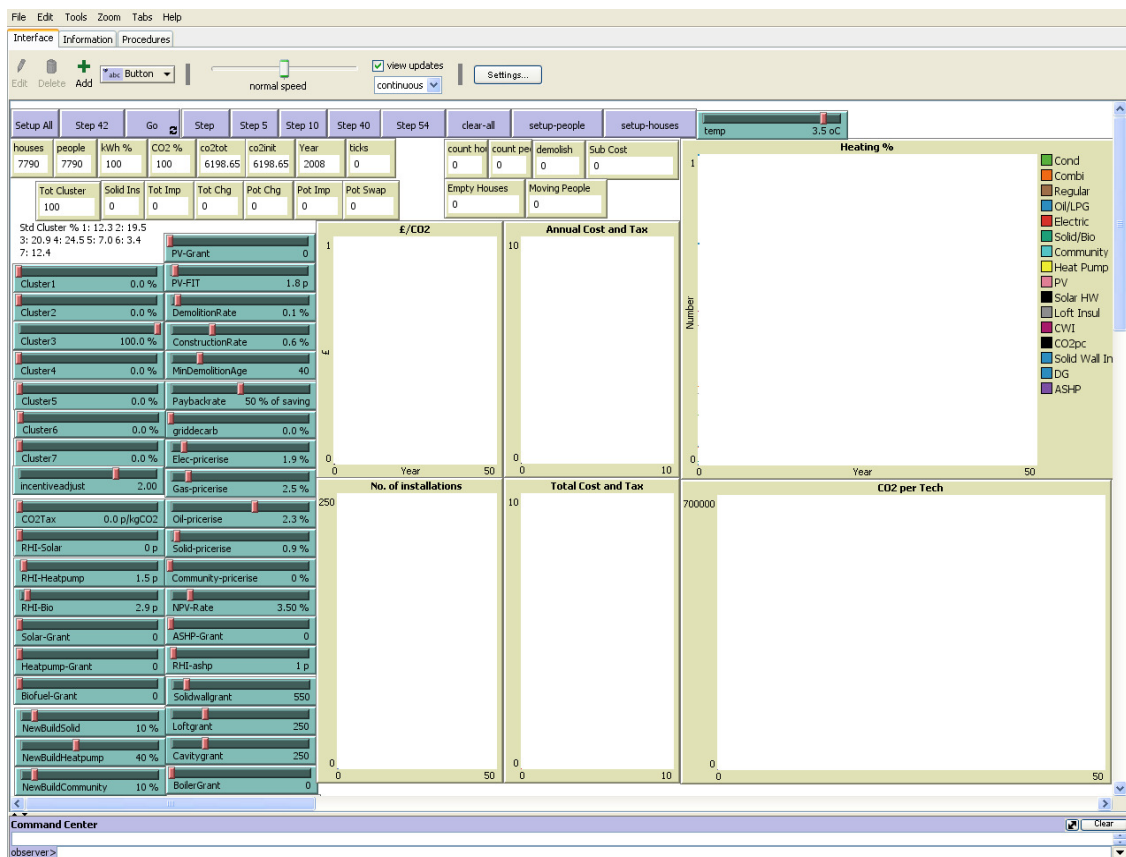 File Edit Tools Zoom Tabs Help
Interface Information Procedures
Edit Delete Add abc Button normal speed view updates continuous Settings...
Setup All Step 42 Go Step Step 5 Step 10 Step 40 Step 54 clear-all setup-people setup-houses temp 3.5 oC
houses people kWh % CO2 % co2tot co2init Year ticks count hou count pe demolish Sub Cost
7790 7790 100 100 6198.65 6198.65 2008 0 0 0 0 0
Tot Cluster Solid Ins Tot Imp Tot Chg Pot Chg Pot Imp Pot Swap Empty Houses Moving People
100 0 0 0 0 0 0 0 0
Std Cluster % 1: 12.3 2: 19.5
3: 20.9 4: 24.5 5: 7.0 6: 3.4
7: 12.4
Cluster1 0.0 %
Cluster2 0.0 %
Cluster3 100.0 %
Cluster4 0.0 %
Cluster5 0.0 %
Cluster6 0.0 %
Cluster7 0.0 %
incentiveadjust 2.00
CO2Tax 0.0 p/kgCO2
RHI-Solar 0 p
RHI-Heatpump 1.5 p
RHI-Bio 2.9 p
Solar-Grant 0
Heatpump-Grant 0
Biofuel-Grant 0
NewBuildSolid 10 %
NewBuildHeatpump 40 %
NewBuildCommunity 10 %
PV-Grant 0
PV-FIT 1.8 p
DemolitionRate 0.1 %
ConstructionRate 0.6 %
MinDemolitionAge 40
Paybackrate 50 % of saving
griddecarb 0.0 %
Elec-pricerise 1.9 %
Gas-pricerise 2.5 %
Oil-pricerise 2.3 %
Solid-pricerise 0.9 %
Community-pricerise 0 %
NPV-Rate 3.50 %
ASHP-Grant 0
RHI-ashp 1 p
Solidwallgrant 550
Loftgrant 250
Cavitygrant 250
BoilerGrant 0
£/CO2
1
£
0
0 Year 50
Annual Cost and Tax
10
0
0 10
Heating %
1
Number
0
0 Year 50
Cond
Combi
Regular
Oil/LPG
Electric
Solid/Bio
Community
Heat Pump
PV
Solar HW
Loft Insul
CWI
CO2pc
Solid Wall In
DG
ASHP
No. of installations
250
0
0 50
Total Cost and Tax
10
0
0 10
CO2 per Tech
700000
0
0 50
Command Center Clear
observer>